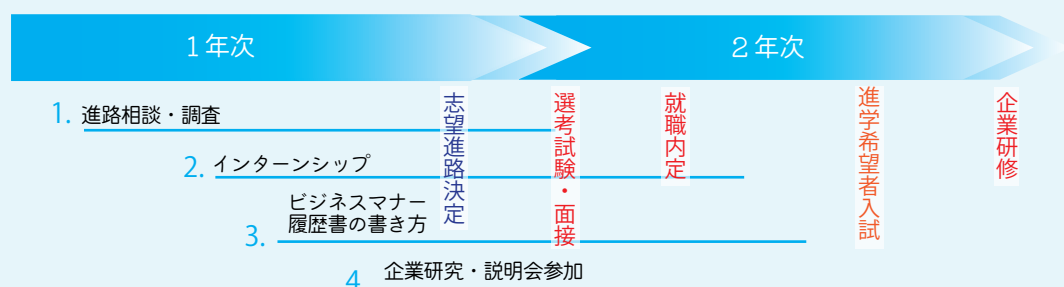 1年次
2年次
1. 進路相談・調査
2. インターンシップ
ビジネスマナー
3. 履歴書の書き方
4 企業研究・説明会参加
志望進路決定
選考試験・面接
就職内定
進学希望者入試
企業研修